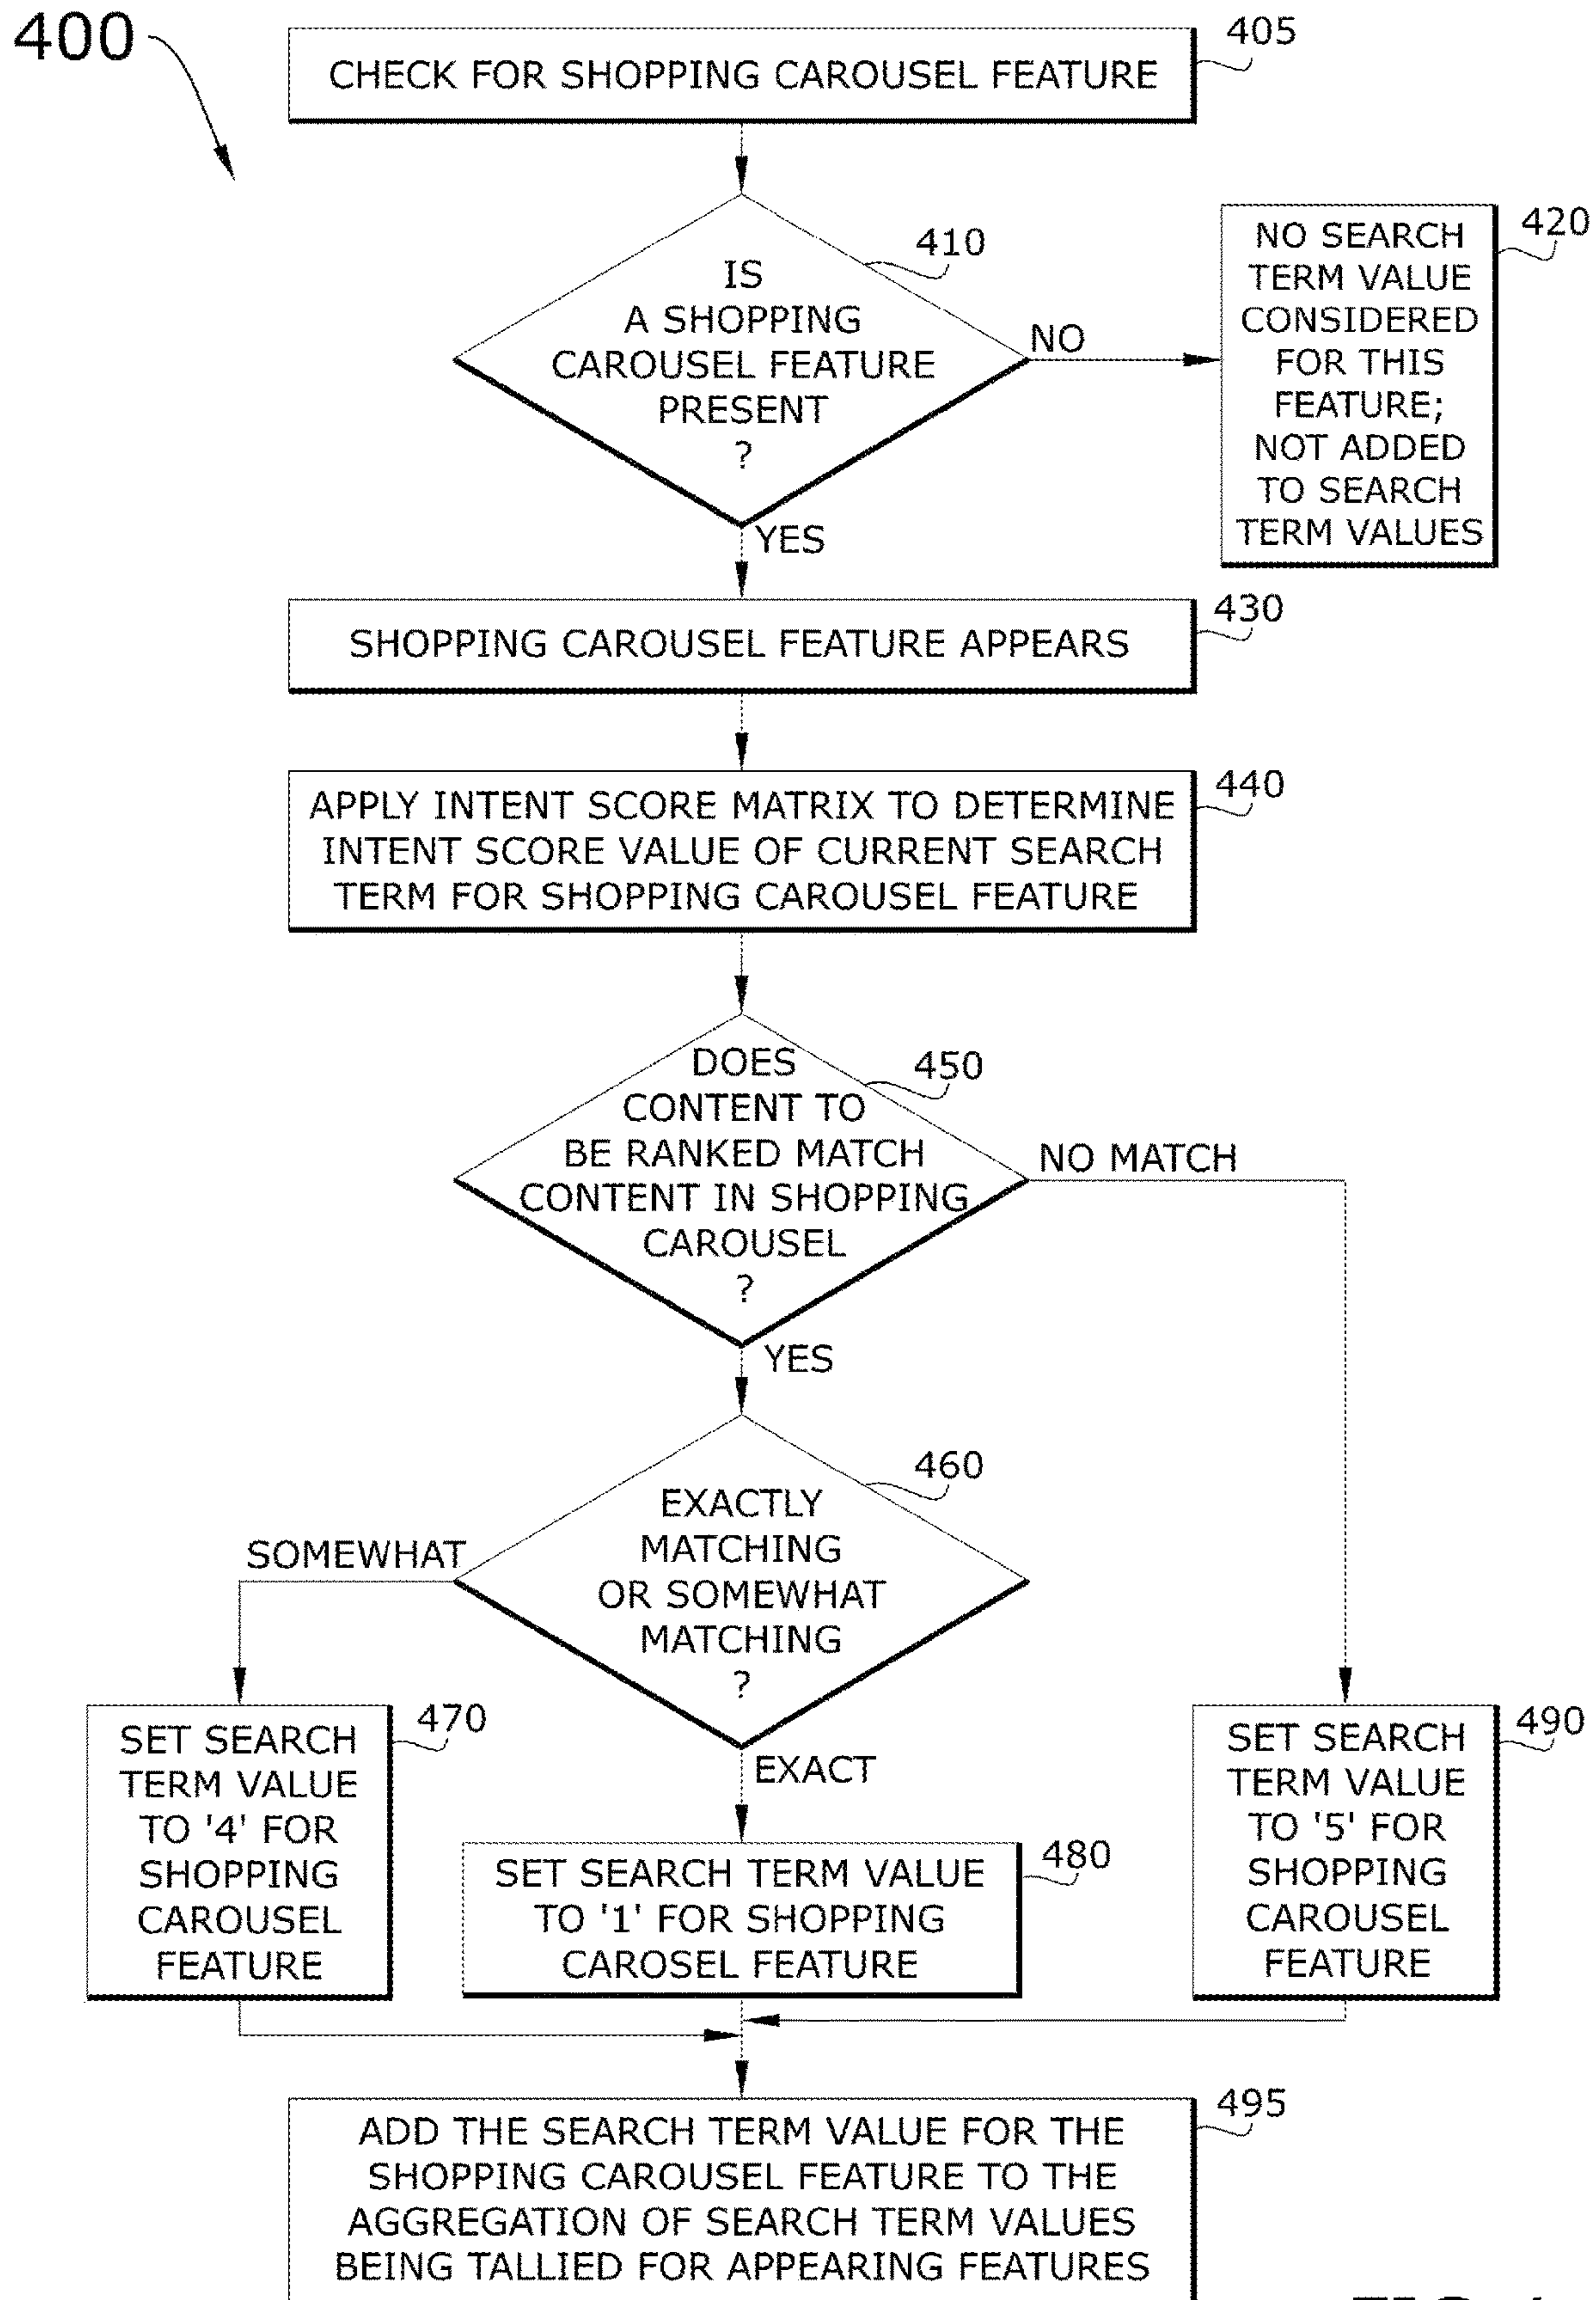 400
405
CHECK FOR SHOPPING CAROUSEL FEATURE
410
IS
A SHOPPING
CAROUSEL FEATURE
PRESENT
?
NO
420
NO SEARCH
TERM VALUE
CONSIDERED
FOR THIS
FEATURE;
NOT ADDED
TO SEARCH
TERM VALUES
YES
430
SHOPPING CAROUSEL FEATURE APPEARS
440
APPLY INTENT SCORE MATRIX TO DETERMINE
INTENT SCORE VALUE OF CURRENT SEARCH
TERM FOR SHOPPING CAROUSEL FEATURE
450
DOES
CONTENT TO
BE RANKED MATCH
CONTENT IN SHOPPING
CAROUSEL
?
NO MATCH
YES
460
EXACTLY
MATCHING
OR SOMEWHAT
MATCHING
?
SOMEWHAT
EXACT
470
SET SEARCH
TERM VALUE
TO '4' FOR
SHOPPING
CAROUSEL
FEATURE
480
SET SEARCH TERM VALUE
TO '1' FOR SHOPPING
CAROSEL FEATURE
490
SET SEARCH
TERM VALUE
TO '5' FOR
SHOPPING
CAROUSEL
FEATURE
495
ADD THE SEARCH TERM VALUE FOR THE
SHOPPING CAROUSEL FEATURE TO THE
AGGREGATION OF SEARCH TERM VALUES
BEING TALLIED FOR APPEARING FEATURES